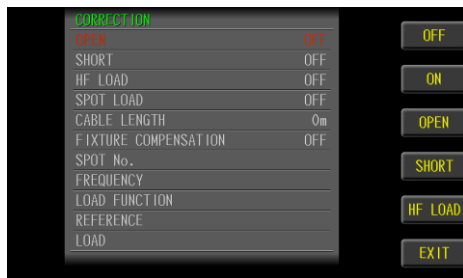 CORRECTION
OPEN
SHORT OFF
HF LOAD OFF
SPOT LOAD OFF
CABLE LENGTH 0m
FIXTURE COMPENSATION OFF
SPOT No.
FREQUENCY
LOAD FUNCTION
REFERENCE
LOAD
OFF
ON
OPEN
SHORT
HF LOAD
EXIT